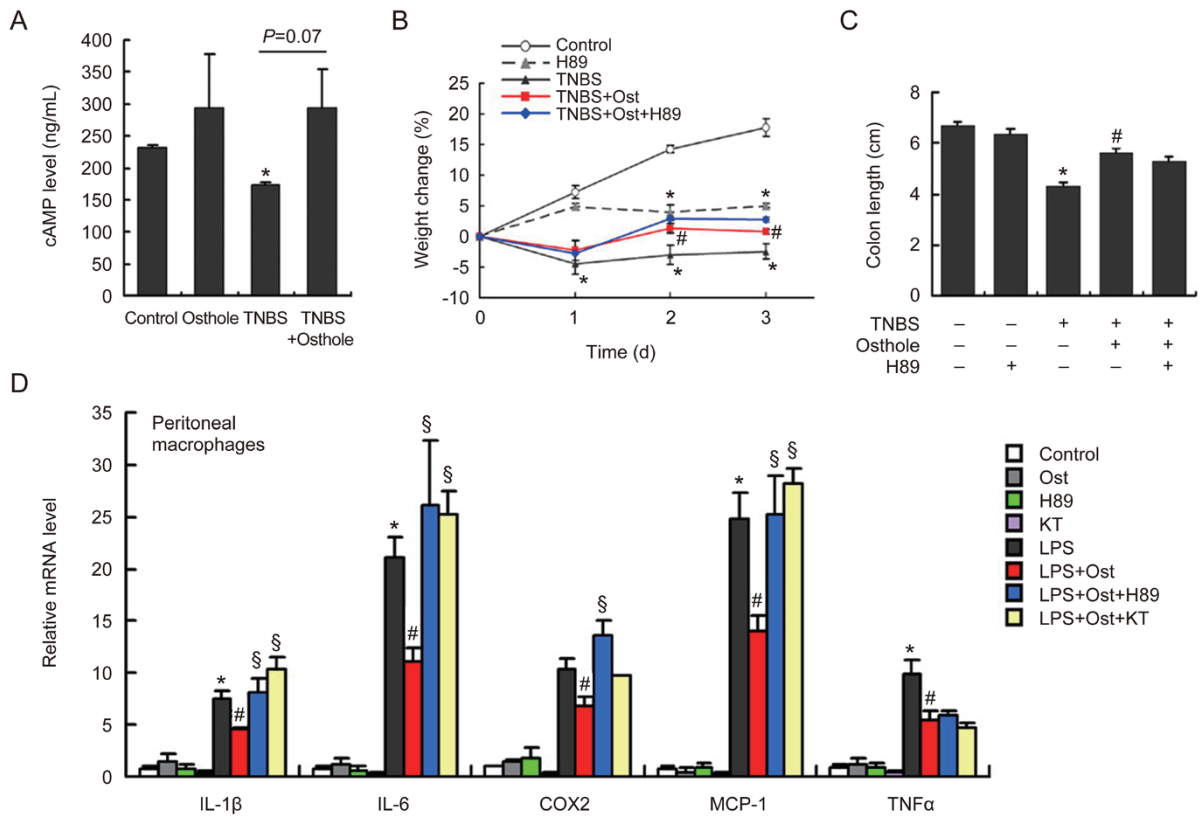 A
400
350
300
250
200
150
100
50
0
cAMP level (ng/mL)
P=0.07
*
Control Osthole TNBS TNBS
+Osthole
B
Control
H89
TNBS
TNBS+Ost
TNBS+Ost+H89
25
20
15
10
5
0
-5
-10
Weight change (%)
* *
# #
* * *
0 1 2 3
Time (d)
C
8
6
4
2
0
Colon length (cm)
* #
TNBS – – + + +
Osthole – – – + +
H89 – + – – +
D
35
30
25
20
15
10
5
0
Relative mRNA level
Peritoneal
macrophages
* # § §
* # § §
# §
* # § §
* #
IL-1β IL-6 COX2 MCP-1 TNFα
Control
Ost
H89
KT
LPS
LPS+Ost
LPS+Ost+H89
LPS+Ost+KT